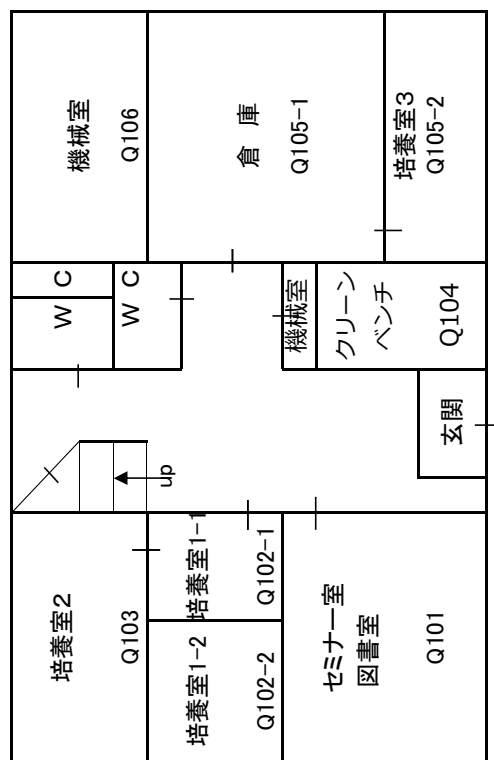 機械室
Q106
倉 庫
Q105-1
培養室3
Q105-2
W C
W C
機械室
クリーン
ベンチ
Q104
玄関
up
培養室2
Q103
培養室1-1
Q102-1
培養室1-2
Q102-2
セミナー室
図書室
Q101